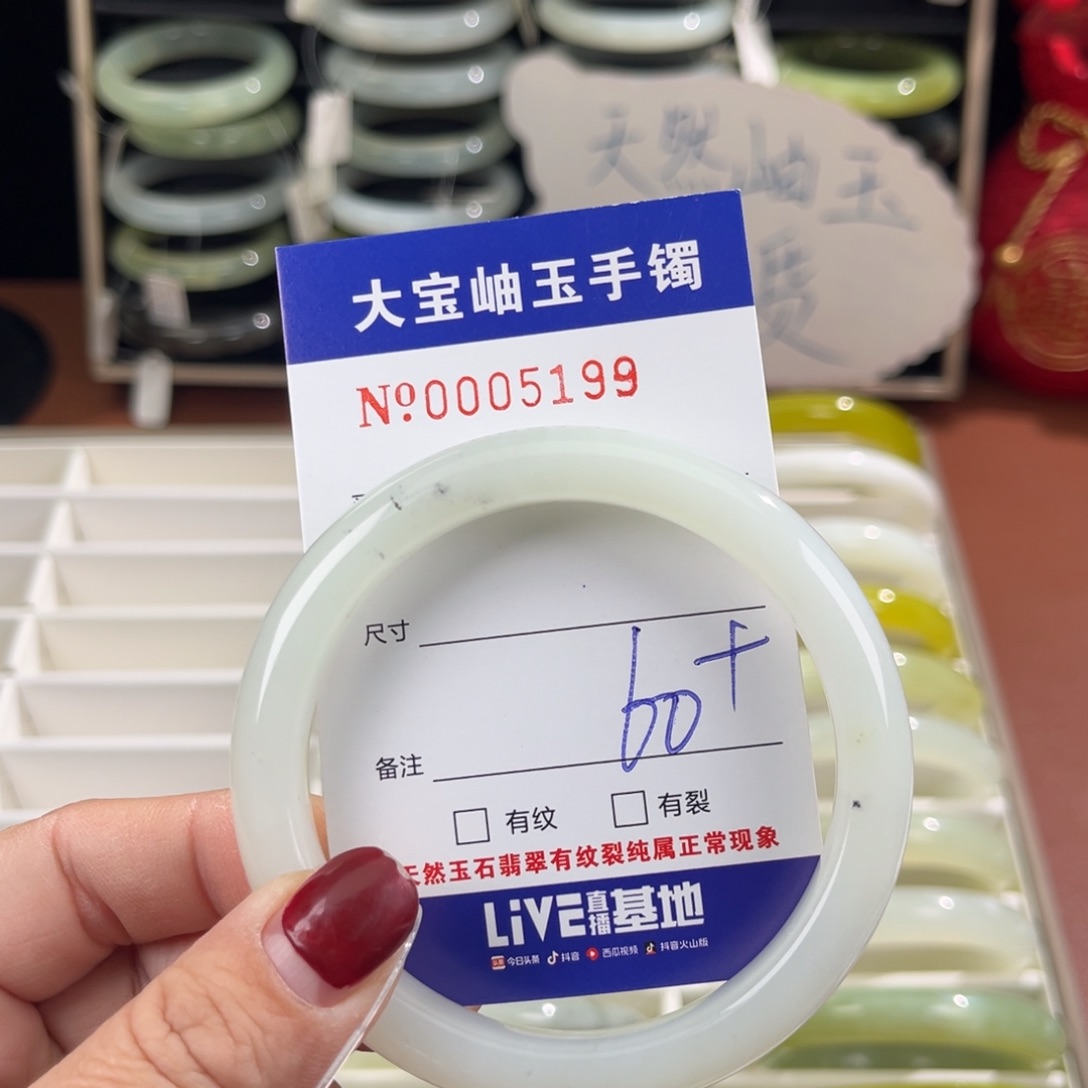 天然岫玉
大宝岫玉手镯
Nº:0005199
尺寸
60+
备注
有纹 有裂
天然玉石翡翠有纹裂纯属正常现象
LiVE直播基地
今日头条 抖音 西瓜视频 抖音火山版